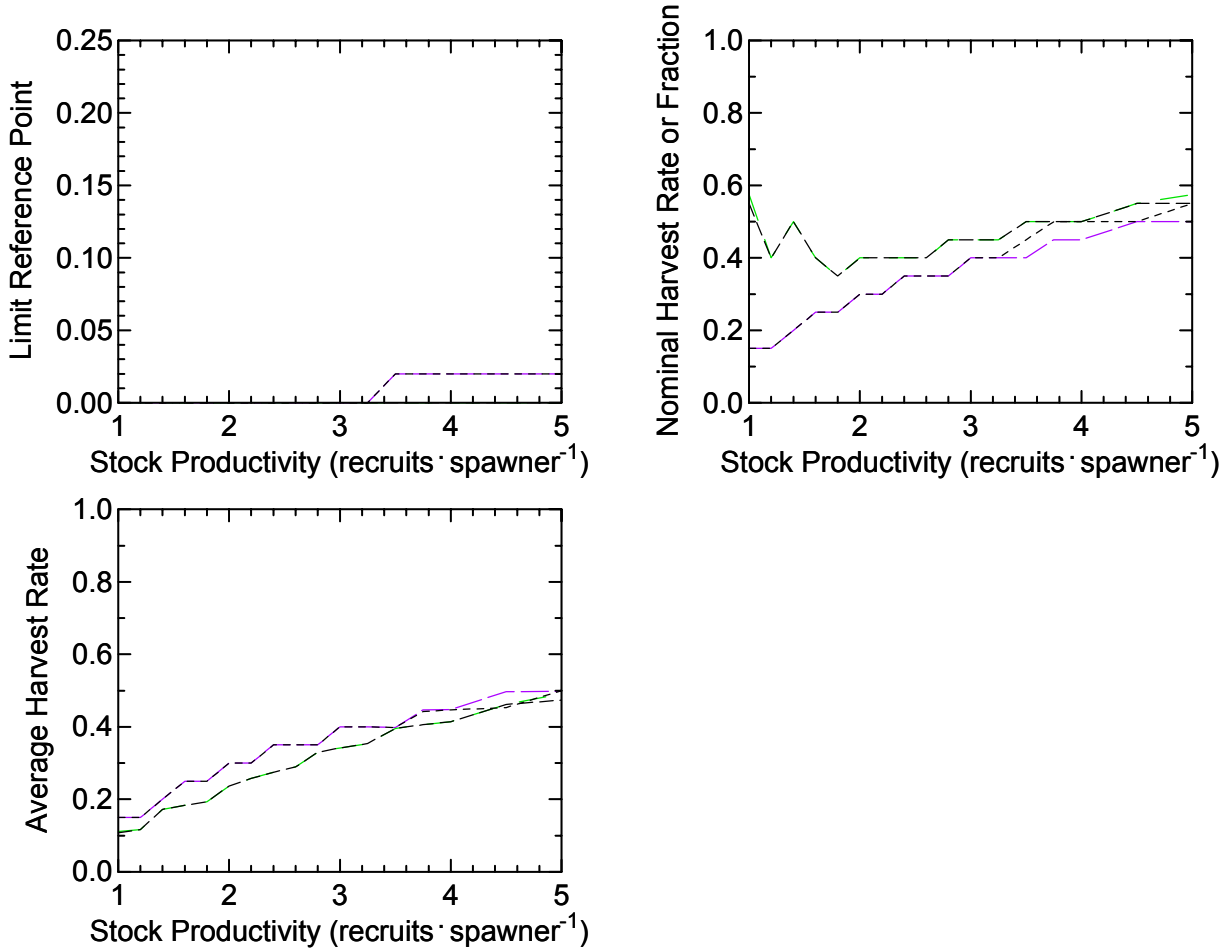 Limit Reference Point
0.25
0.20
0.15
0.10
0.05
0.00
1 2 3 4 5
Stock Productivity (recruits·spawner-1)
Nominal Harvest Rate or Fraction
1.0
0.8
0.6
0.4
0.2
0.0
1 2 3 4 5
Stock Productivity (recruits·spawner-1)
Average Harvest Rate
1.0
0.8
0.6
0.4
0.2
0.0
1 2 3 4 5
Stock Productivity (recruits·spawner-1)